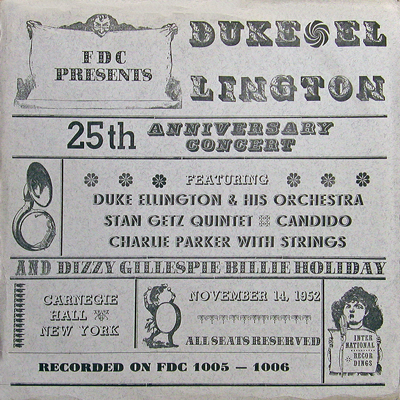 FDC
PRESENTS
DUKE EL
LINGTON
25th ANNIVERSARY
CONCERT
FEATURING
DUKE ELLINGTON & HIS ORCHESTRA
STAN GETZ QUINTET CANDIDO
CHARLIE PARKER WITH STRINGS
AND DIZZY GILLESPIE BILLIE HOLIDAY
CARNEGIE
HALL
NEW YORK
NOVEMBER 14, 1952
ALL SEATS RESERVED
INTER
NATIONAL
RECOR
DINGS
RECORDED ON FDC 1005 — 1006